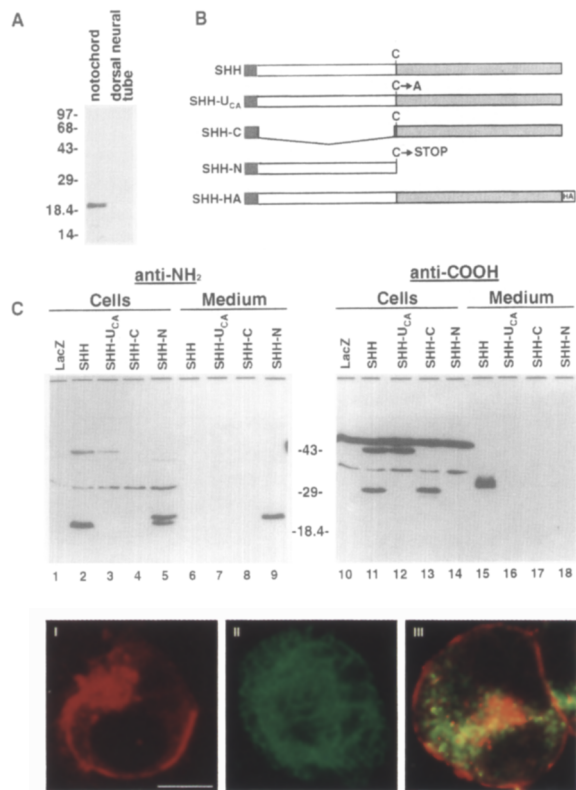 A
notochord
dorsal neural
tube
97-
68-
43-
29-
18.4-
14-
B
C
SHH
C→A
SHH-UCA
C
SHH-C
C→STOP
SHH-N
SHH-HA
HA
C
anti-NH2
anti-COOH
Cells
Medium
Cells
Medium
LacZ
SHH
SHH-UCA
SHH-C
SHH-N
SHH
SHH-UCA
SHH-C
SHH-N
LacZ
SHH
SHH-UCA
SHH-C
SHH-N
SHH
SHH-UCA
SHH-C
SHH-N
-43-
-29-
-18.4-
1 2 3 4 5 6 7 8 9
10 11 12 13 14 15 16 17 18
I
II
III